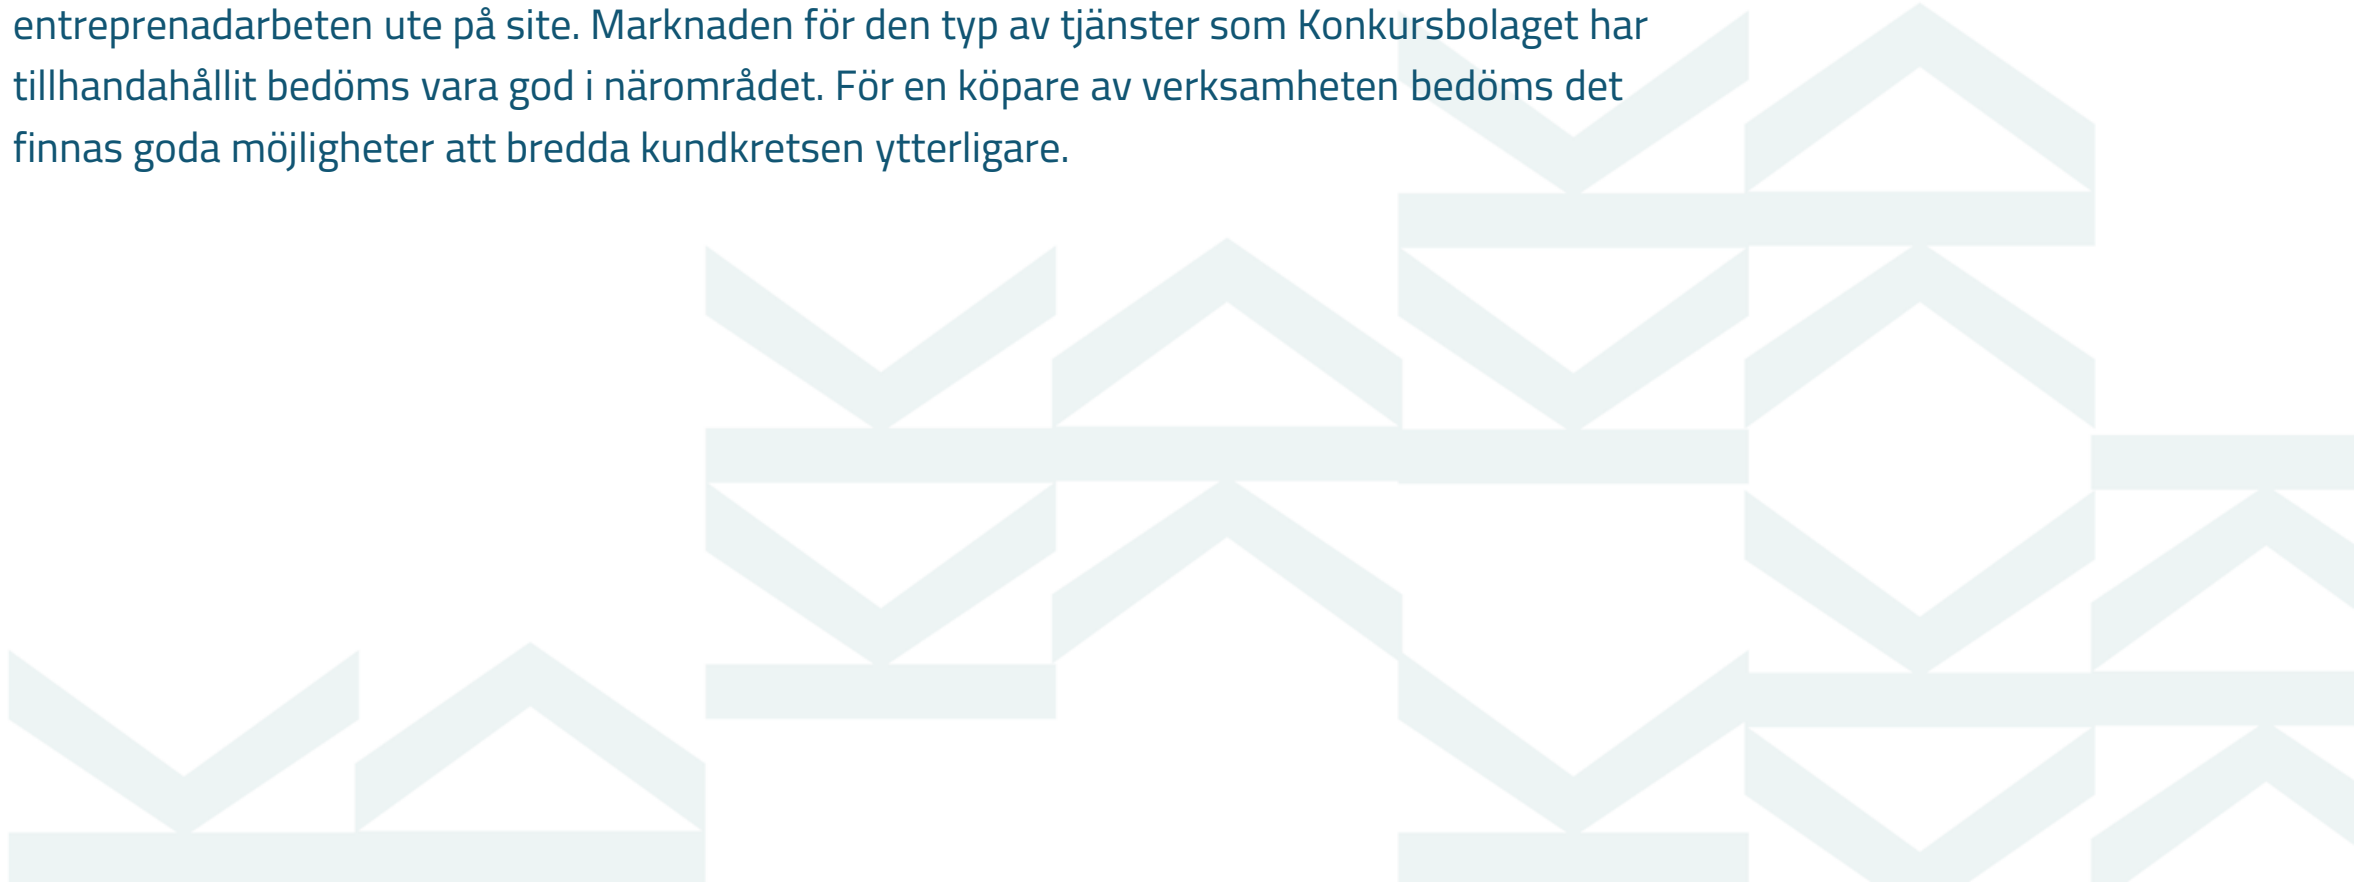 entreprenadarbeten ute på site. Marknaden för den typ av tjänster som Konkursbolaget har
tillhandahållit bedöms vara god i närområdet. För en köpare av verksamheten bedöms det
finnas goda möjligheter att bredda kundkretsen ytterligare.